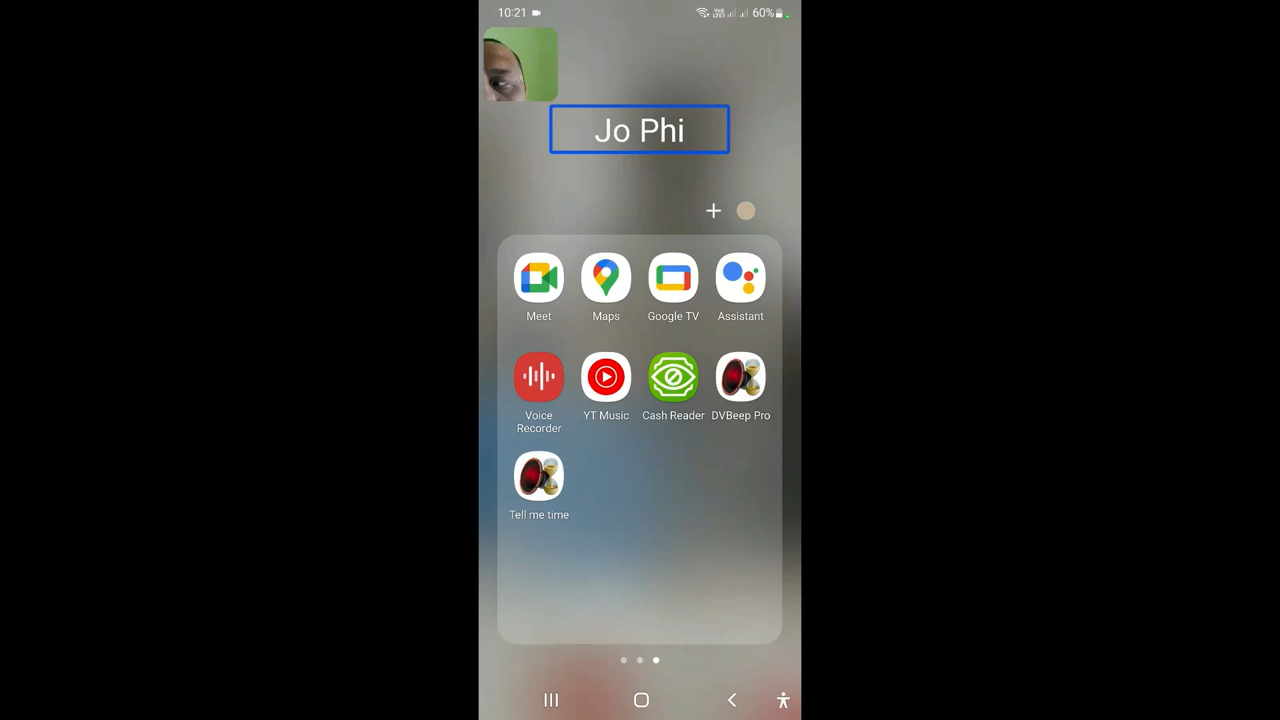 10:21
60%
Jo Phi
Meet
Maps
Google TV
Assistant
Voice
Recorder
YT Music
Cash Reader
DVBeep Pro
Tell me time